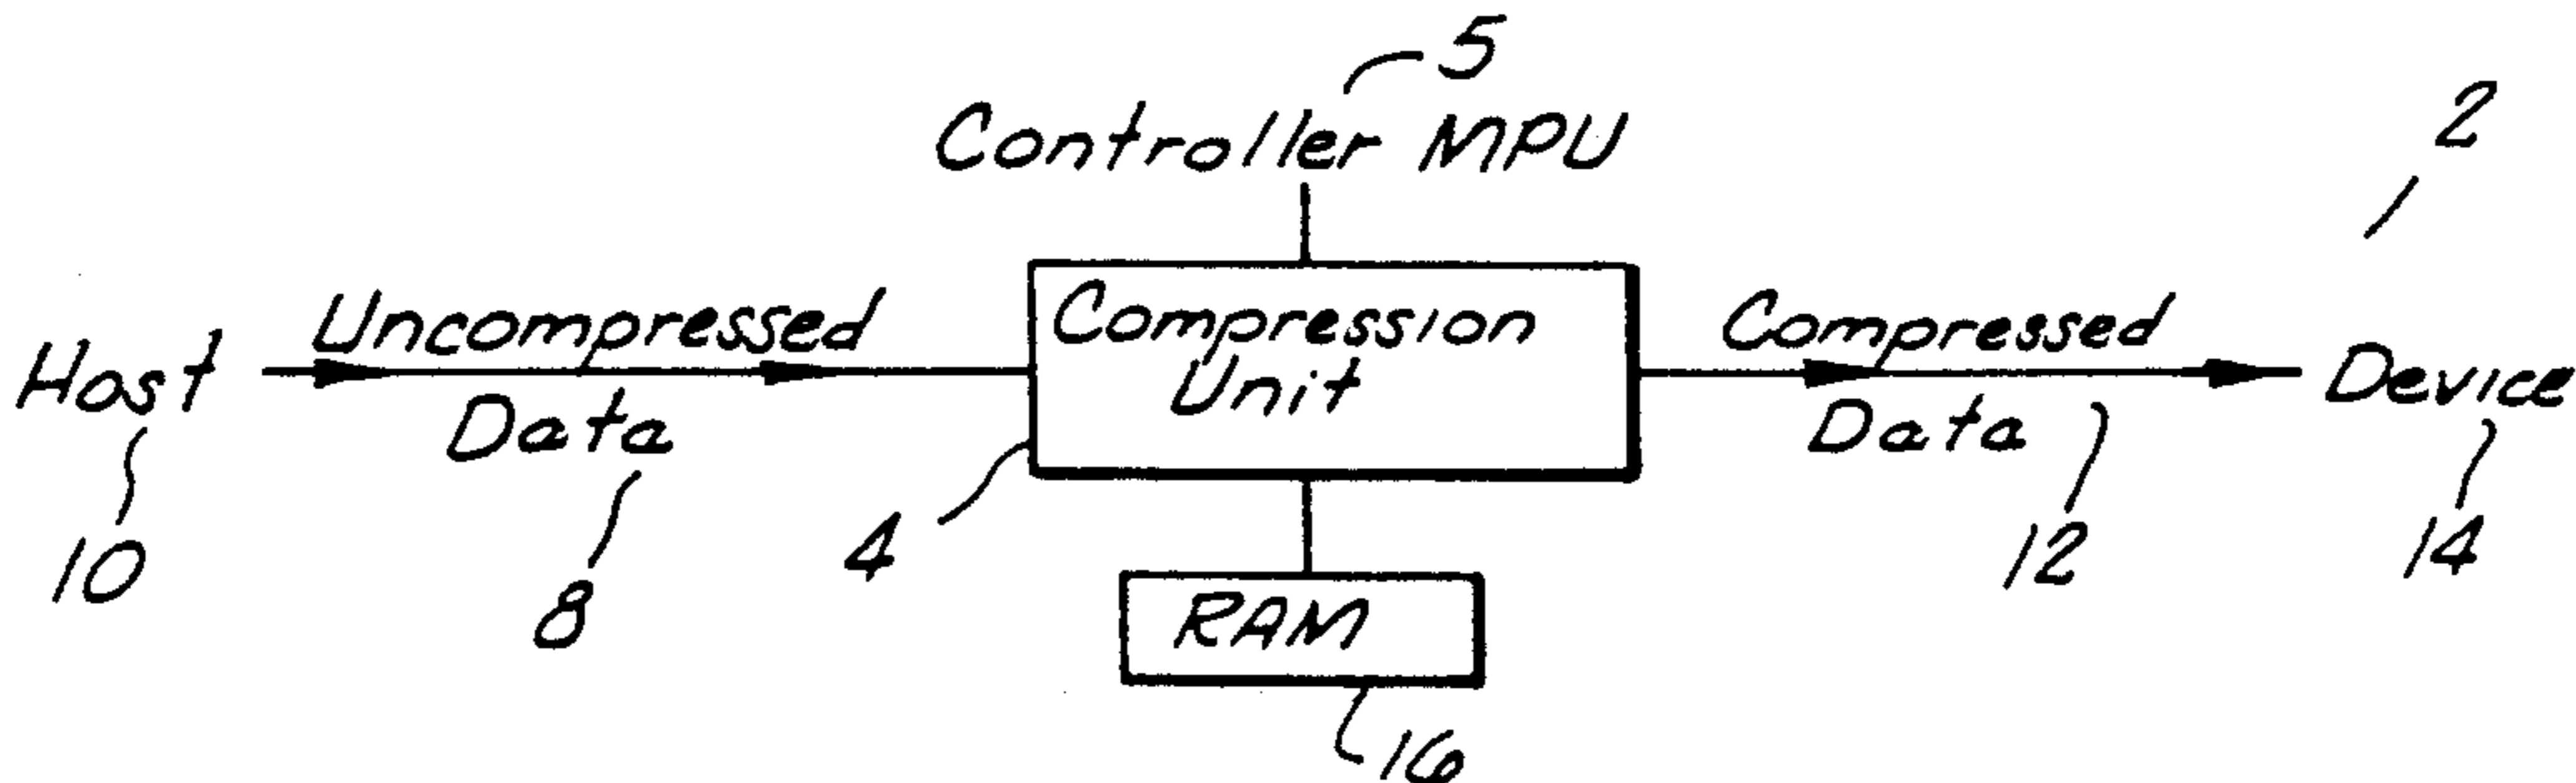 5
Controller MPU
2
Host
Uncompressed
Data
Compression
Unit
Compressed
Data
Device
10
8
4
12
14
RAM
16